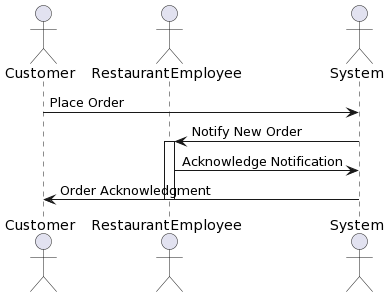 Customer RestaurantEmployee System
Place Order
Notify New Order
Acknowledge Notification
Order Acknowledgment
Customer RestaurantEmployee System